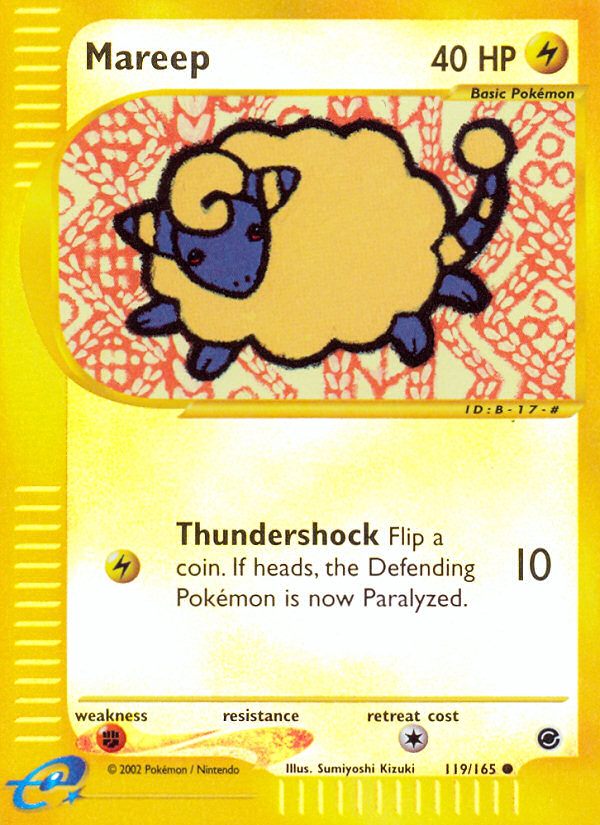 Mareep
40 HP
Basic Pokémon
ID:B-17-#
Thundershock Flip a
coin. If heads, the Defending
Pokémon is now Paralyzed.
10
weakness
resistance
retreat cost
e
© 2002 Pokémon / Nintendo
Illus. Sumiyoshi Kizuki
119/165